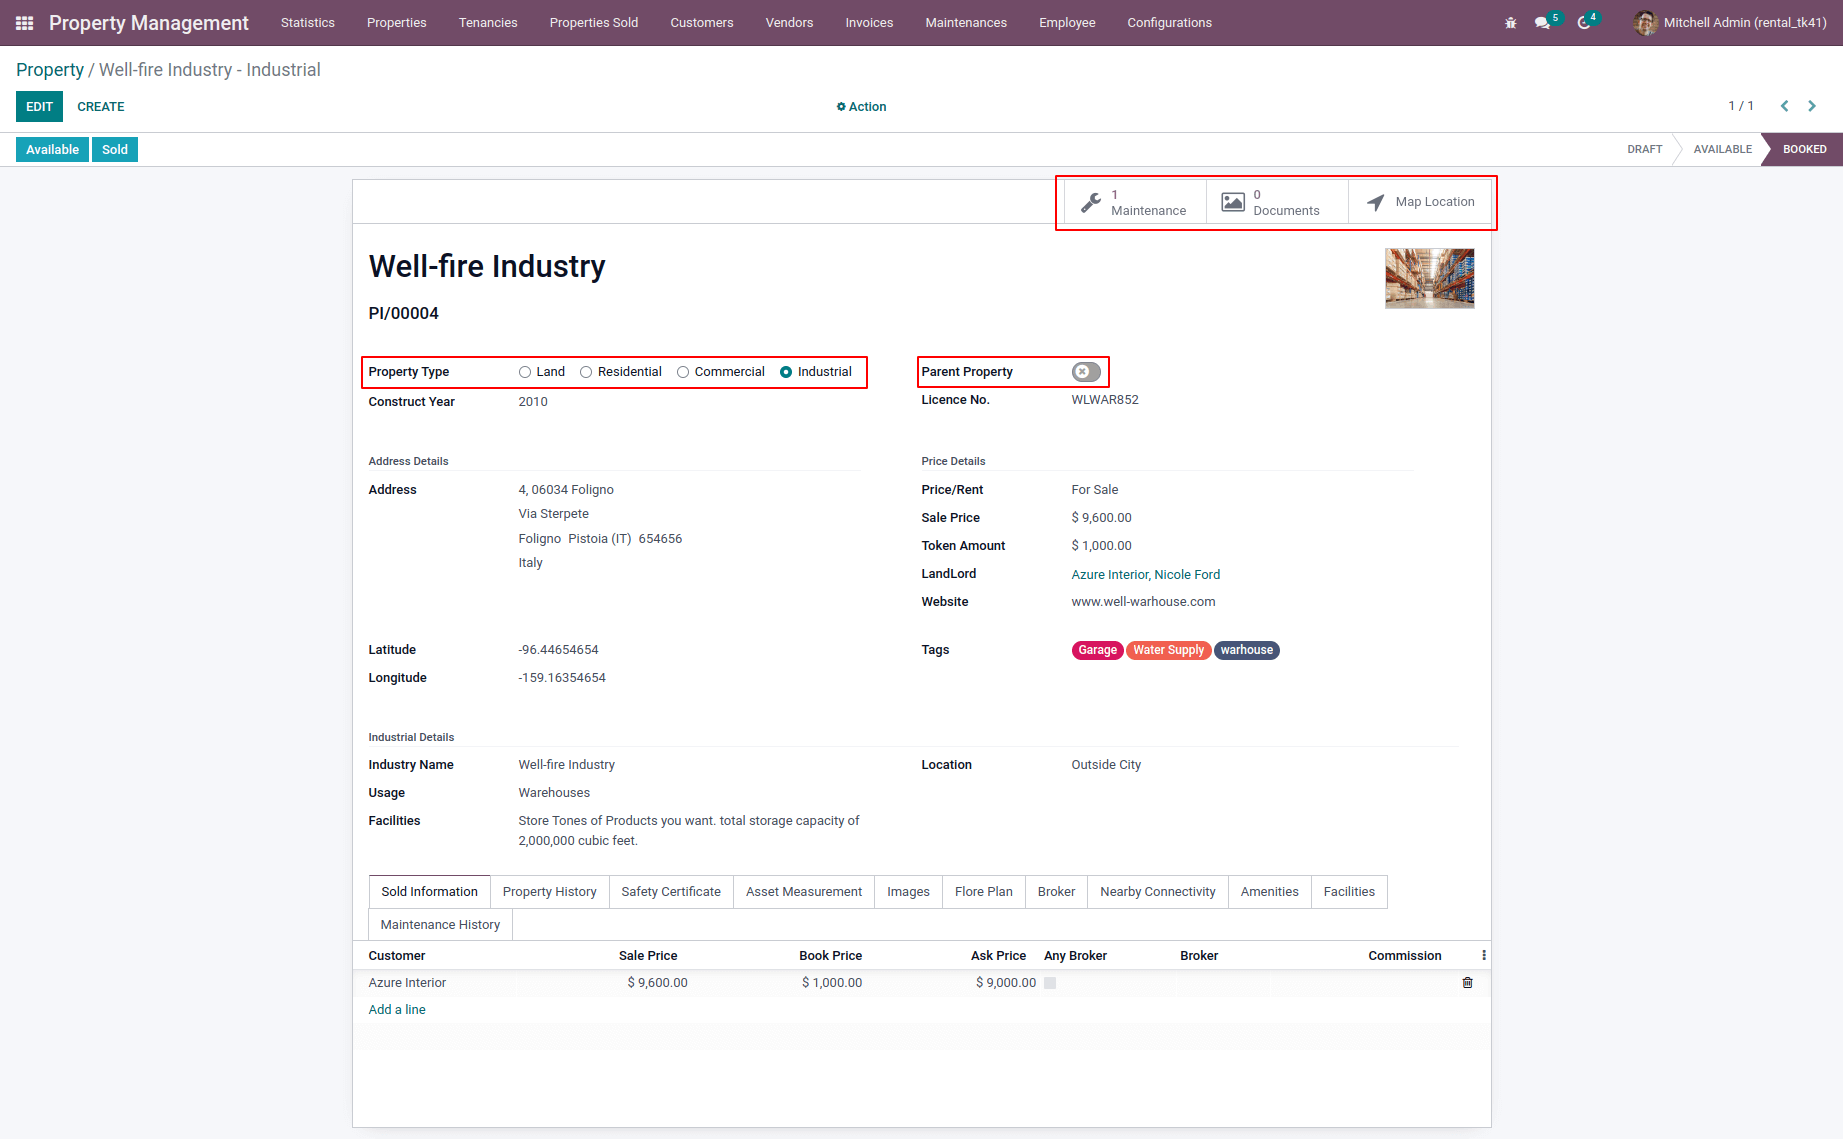 Property Management Statistics Properties Tenancies Properties Sold Customers Vendors Invoices Maintenances Employee Configurations 5 4 Mitchell Admin (rental_tk41)
Property / Well-fire Industry - Industrial
EDIT CREATE Action 1 / 1
Available Sold DRAFT AVAILABLE BOOKED
1 Maintenance 0 Documents Map Location
Well-fire Industry
PI/00004
Property Type Land Residential Commercial Industrial Parent Property
Construct Year 2010 Licence No. WLWAR852
Address Details Price Details
Address 4, 06034 Foligno Price/Rent For Sale
Via Sterpete Sale Price $ 9,600.00
Foligno Pistoia (IT) 654656 Token Amount $ 1,000.00
Italy LandLord Azure Interior, Nicole Ford
Website www.well-warhouse.com
Latitude -96.44654654 Tags Garage Water Supply warhouse
Longitude -159.16354654
Industrial Details
Industry Name Well-fire Industry Location Outside City
Usage Warehouses
Facilities Store Tones of Products you want. total storage capacity of
2,000,000 cubic feet.
Sold Information Property History Safety Certificate Asset Measurement Images Flore Plan Broker Nearby Connectivity Amenities Facilities
Maintenance History
Customer Sale Price Book Price Ask Price Any Broker Broker Commission
Azure Interior $ 9,600.00 $ 1,000.00 $ 9,000.00
Add a line